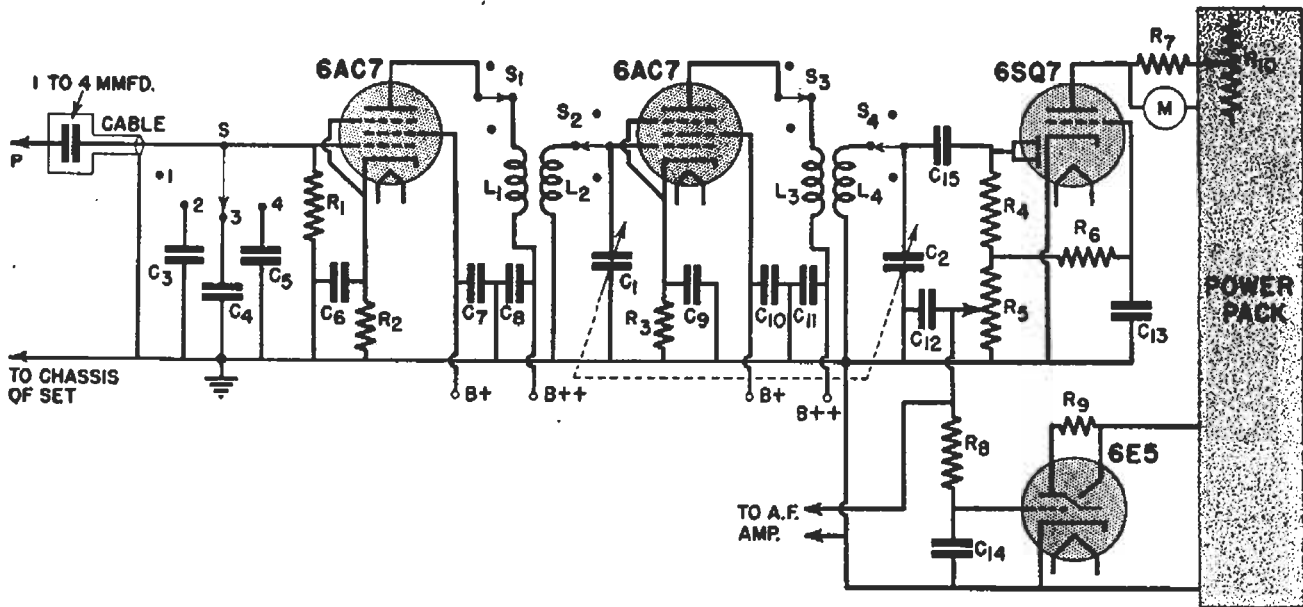 1 TO 4 MMFD.
CABLE
P
S
1
2
3
4
C3
C4
C5
TO CHASSIS
OF SET
6AC7
R1
C6
R2
C7
C8
B+
B++
S1
L1
L2
S2
C1
6AC7
R3
C9
C10
C11
B+
B++
S3
L3
L4
S4
C2
C12
C15
R4
R5
R6
6SQ7
C13
R7
M
R10
POWER
PACK
R8
C14
R9
6E5
TO A.F.
AMP.